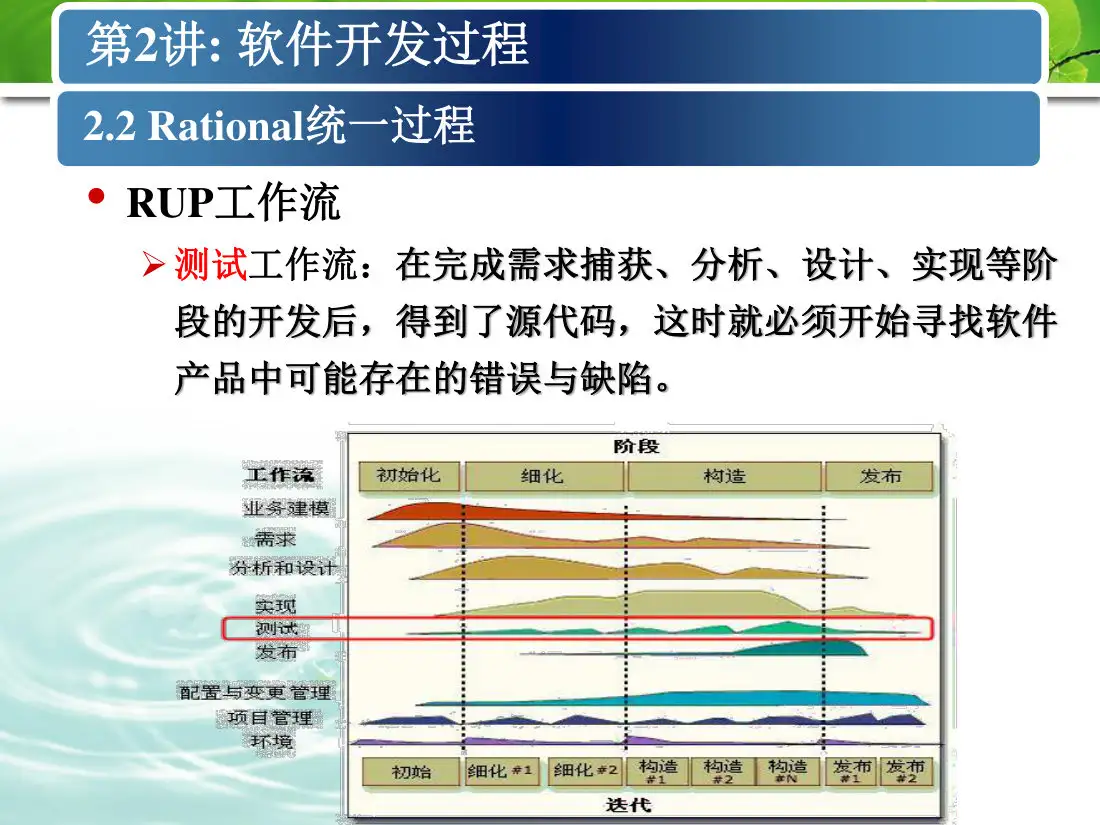 第2讲: 软件开发过程
2.2 Rational统一过程
• RUP工作流
➢ 测试工作流：在完成需求捕获、分析、设计、实现等阶
段的开发后，得到了源代码，这时就必须开始寻找软件
产品中可能存在的错误与缺陷。
阶段
工作流 初始化 细化 构造 发布
业务建模
需求
分析和设计
实现
测试
发布
配置与变更管理
项目管理
环境
初始 细化 #1 细化 #2 构造 #1 构造 #2 构造 #N 发布 #1 发布 #2
迭代